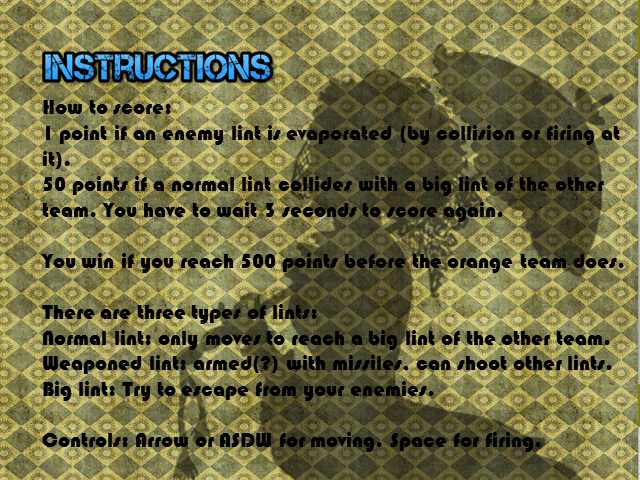 INSTRUCTIONS
How to score:
1 point if an enemy lint is evaporated (by collision or firing at
it).
50 points if a normal lint collides with a big lint of the other
team. You have to wait 3 seconds to score again.
You win if you reach 500 points before the orange team does.
There are three types of lints:
Normal lint: only moves to reach a big lint of the other team.
Weaponed lint: armed(?) with missiles, can shoot other lints.
Big lint: Try to escape from your enemies.
Controls: Arrow or ASDW for moving. Space for firing.